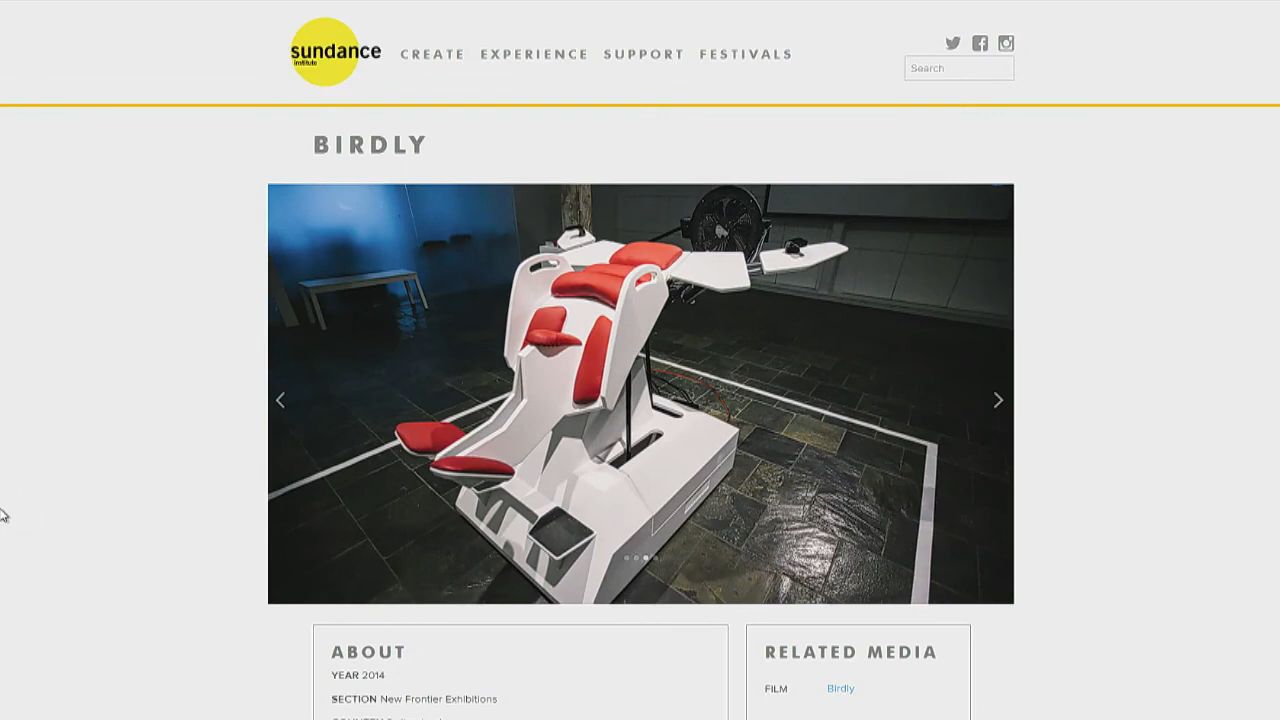 sundance
institute
CREATE EXPERIENCE SUPPORT FESTIVALS
Search
BIRDLY
ABOUT
YEAR 2014
SECTION New Frontier Exhibitions
RELATED MEDIA
FILM Birdly